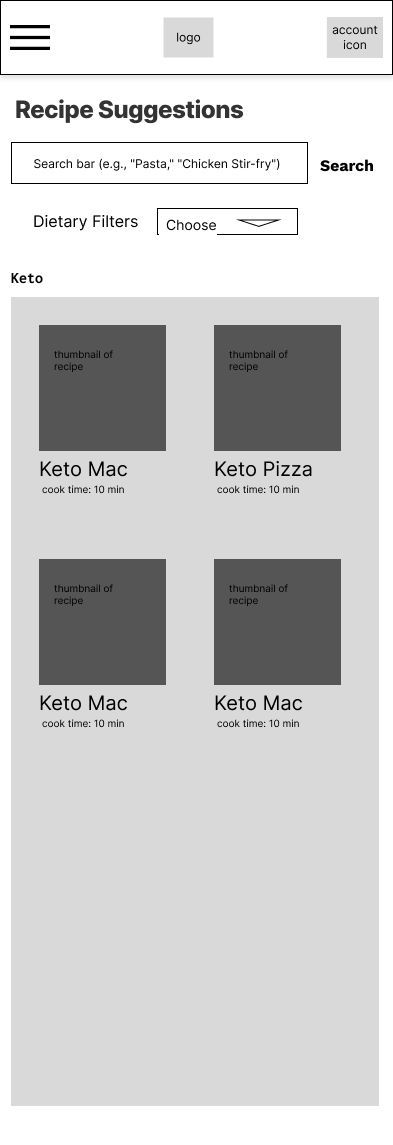 logo
account
icon
Recipe Suggestions
Search bar (e.g., "Pasta," "Chicken Stir-fry")
Search
Dietary Filters
Choose
Keto
thumbnail of
recipe
thumbnail of
recipe
Keto Mac
Keto Pizza
cook time: 10 min
cook time: 10 min
thumbnail of
recipe
thumbnail of
recipe
Keto Mac
Keto Mac
cook time: 10 min
cook time: 10 min